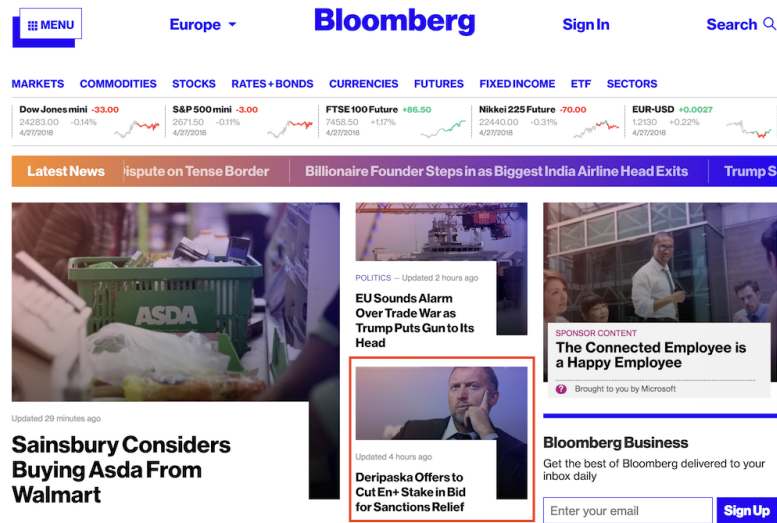 MENU
Europe
Bloomberg
Sign In
Search
MARKETS COMMODITIES STOCKS RATES + BONDS CURRENCIES FUTURES FIXED INCOME ETF SECTORS
Dow Jones mini -33.00
24283.00 -0.14%
4/27/2018
S&P 500 mini -3.00
2671.50 -0.11%
4/27/2018
FTSE 100 Future +86.50
7458.50 +1.17%
4/27/2018
Nikkei 225 Future -70.00
22440.00 -0.31%
4/27/2018
EUR-USD +0.0027
1.2130 +0.22%
4/27/2018
Latest News
ispute on Tense Border
Billionaire Founder Steps in as Biggest India Airline Head Exits
Trump S
ASDA
Updated 29 minutes ago
Sainsbury Considers
Buying Asda From
Walmart
POLITICS — Updated 2 hours ago
EU Sounds Alarm
Over Trade War as
Trump Puts Gun to Its
Head
Updated 4 hours ago
Deripaska Offers to
Cut En+ Stake in Bid
for Sanctions Relief
SPONSOR CONTENT
The Connected Employee is
a Happy Employee
? Brought to you by Microsoft
Bloomberg Business
Get the best of Bloomberg delivered to your
inbox daily
Enter your email
Sign Up